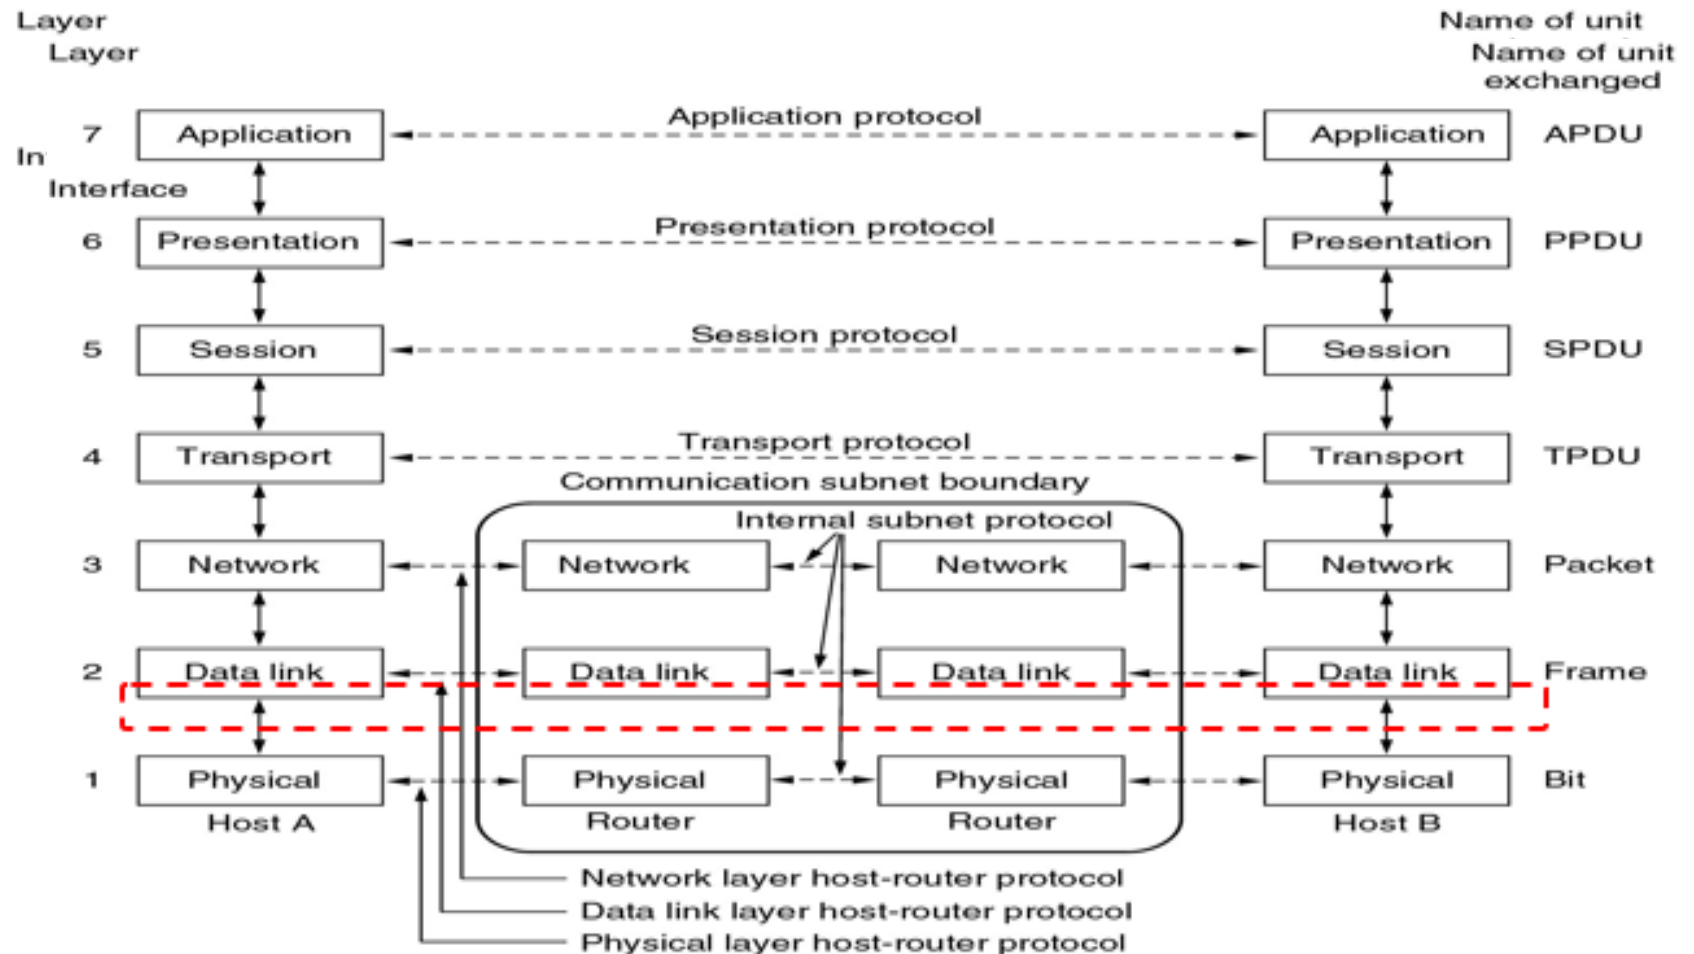 Layer
Name of unit
Layer
Name of unit
exchanged
7 Application Application protocol Application APDU
In
Interface
6 Presentation Presentation protocol Presentation PPDU
5 Session Session protocol Session SPDU
4 Transport Transport protocol Transport TPDU
Communication subnet boundary
Internal subnet protocol
3 Network Network Network Network Packet
2 Data link Data link Data link Data link Frame
1 Physical Physical Physical Physical Bit
Host A Router Router Host B
Network layer host-router protocol
Data link layer host-router protocol
Physical layer host-router protocol